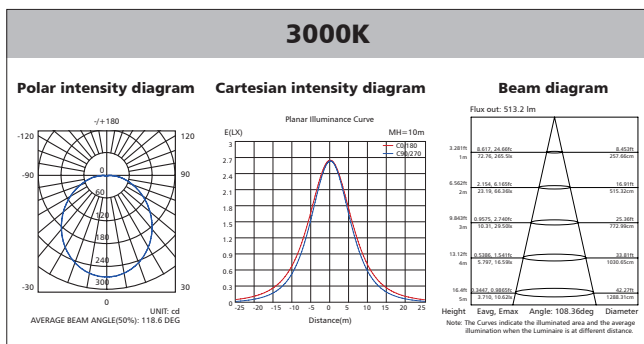 3000K
Polar intensity diagram
-/+180
-120
120
-90
90
0
60
120
180
240
300
-30
30
0
UNIT: cd
AVERAGE BEAM ANGLE(50%): 118.6 DEG
Cartesian intensity diagram
Planar Illuminance Curve
E(LX)
MH=10m
C0/180
C90/270
3
2.7
2.4
2.1
1.8
1.5
1.2
0.9
0.6
0.3
0
-25 -20 -15 -10 -5 0 5 10 15 20 25
Distance(m)
Beam diagram
Flux out: 513.2 lm
3.281ft 8.617, 24.66fc 8.453ft
1m 72.76, 265.5lx 257.66cm
6.562ft 2.154, 6.165fc 16.91ft
2m 23.19, 66.36lx 515.32cm
9.843ft 0.9575, 2.740fc 25.36ft
3m 10.31, 29.50lx 772.99cm
13.12ft 0.5386, 1.541fc 33.81ft
4m 5.797, 16.59lx 1030.65cm
16.4ft 0.3447, 0.9865fc 42.27ft
5m 3.710, 10.62lx 1288.31cm
Height Eavg, Emax Angle: 108.36deg Diameter
Note: The Curves indicate the illuminated area and the average
illumination when the Luminaire is at different distance.